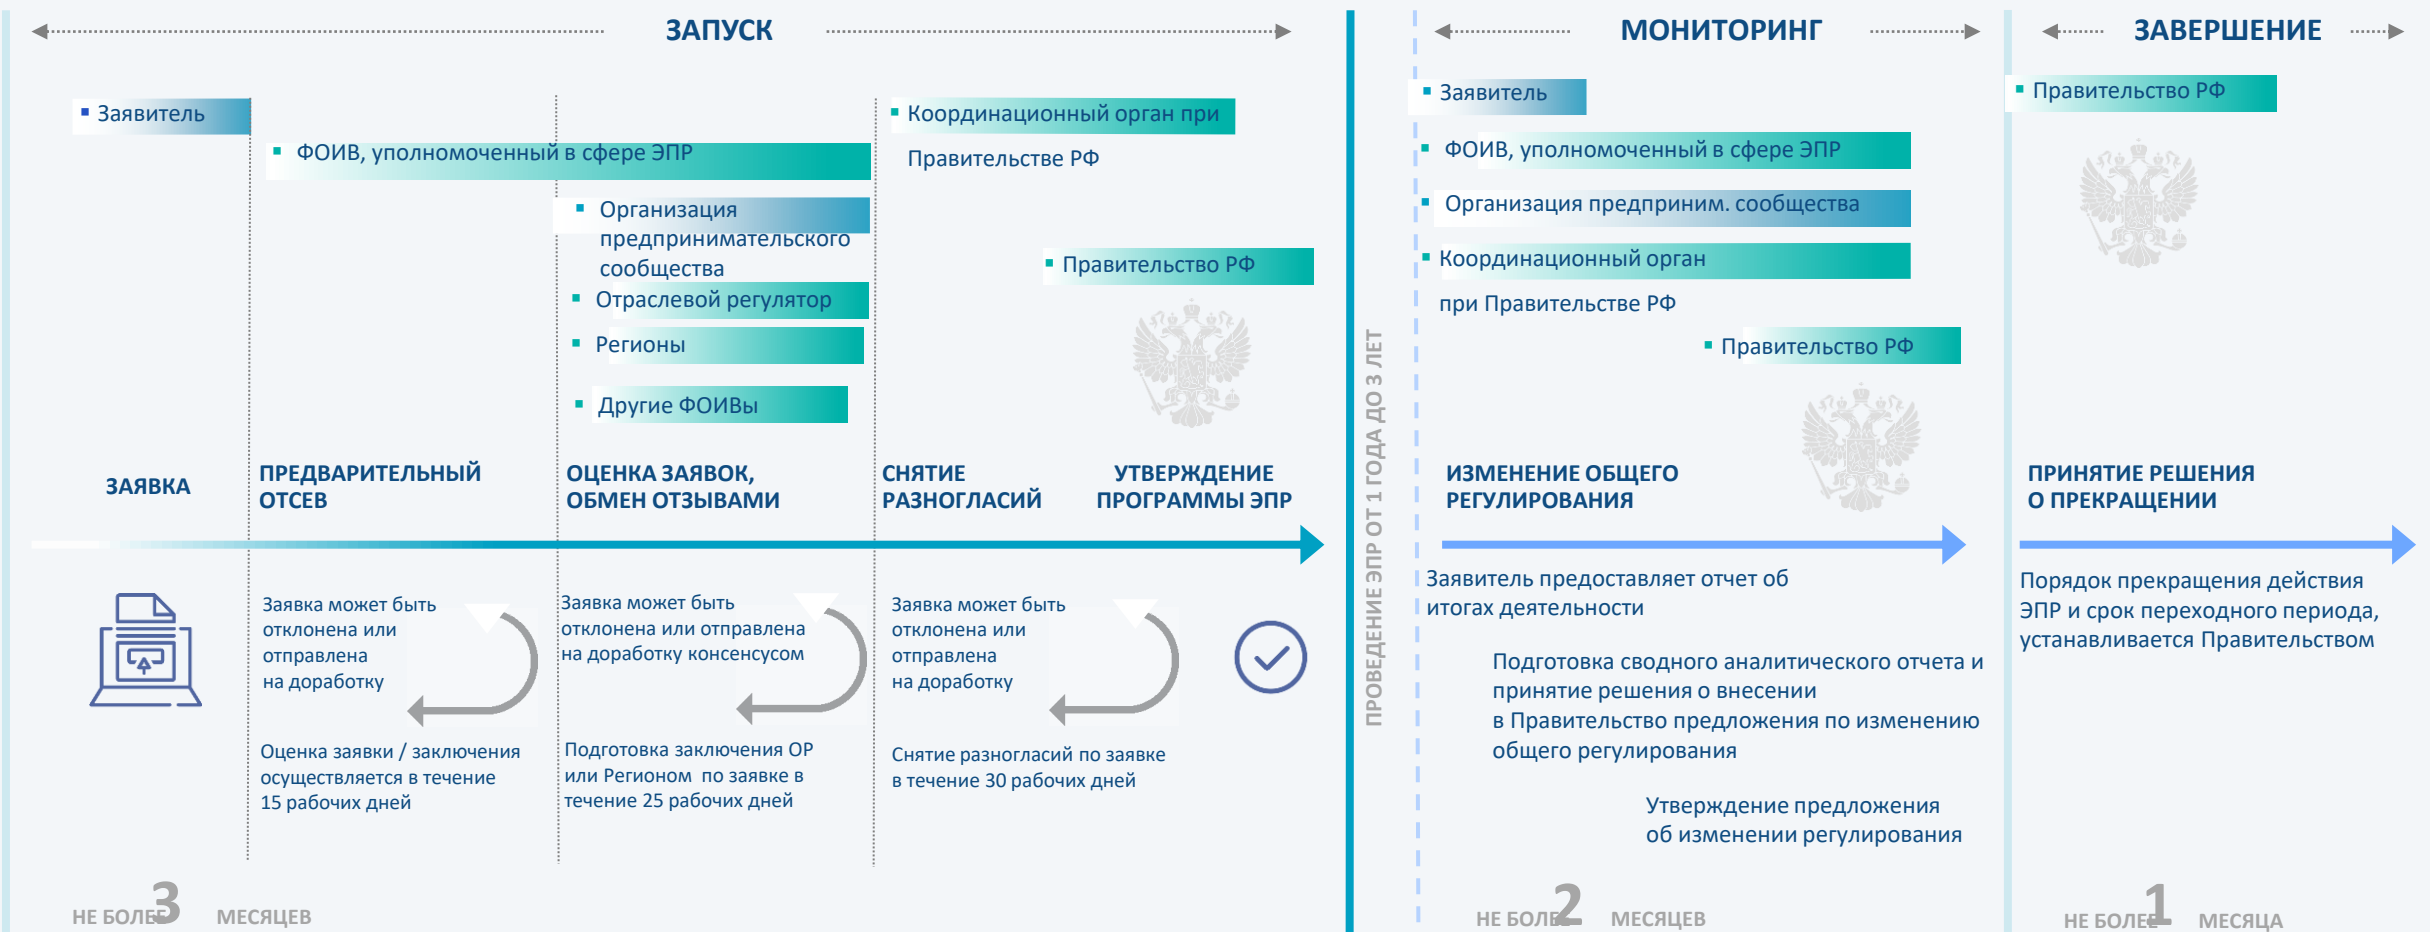 ЗАПУСК
Заявитель
ФОИВ, уполномоченный в сфере ЭПР
Организация
предпринимательского
сообщества
Отраслевой регулятор
Регионы
Другие ФОИВы
Координационный орган при
Правительстве РФ
Правительство РФ
ЗАЯВКА
ПРЕДВАРИТЕЛЬНЫЙ
ОТСЕВ
ОЦЕНКА ЗАЯВОК,
ОБМЕН ОТЗЫВАМИ
СНЯТИЕ
РАЗНОГЛАСИЙ
УТВЕРЖДЕНИЕ
ПРОГРАММЫ ЭПР
Заявка может быть
отклонена или
отправлена
на доработку
Оценка заявки / заключения
осуществляется в течение
15 рабочих дней
Заявка может быть
отклонена или отправлена
на доработку консенсусом
Подготовка заключения ОР
или Регионом по заявке в
течение 25 рабочих дней
Заявка может быть
отклонена или
отправлена
на доработку
Снятие разногласий по заявке
в течение 30 рабочих дней
НЕ БОЛЕЕ 3 МЕСЯЦЕВ
ПРОВЕДЕНИЕ ЭПР ОТ 1 ГОДА ДО 3 ЛЕТ
МОНИТОРИНГ
Заявитель
ФОИВ, уполномоченный в сфере ЭПР
Организация предприним. сообщества
Координационный орган
при Правительстве РФ
Правительство РФ
ИЗМЕНЕНИЕ ОБЩЕГО
РЕГУЛИРОВАНИЯ
Заявитель предоставляет отчет об
итогах деятельности
Подготовка сводного аналитического отчета и
принятие решения о внесении
в Правительство предложения по изменению
общего регулирования
Утверждение предложения
об изменении регулирования
НЕ БОЛЕЕ 2 МЕСЯЦЕВ
ЗАВЕРШЕНИЕ
Правительство РФ
ПРИНЯТИЕ РЕШЕНИЯ
О ПРЕКРАЩЕНИИ
Порядок прекращения действия
ЭПР и срок переходного периода,
устанавливается Правительством
НЕ БОЛЕЕ 1 МЕСЯЦА